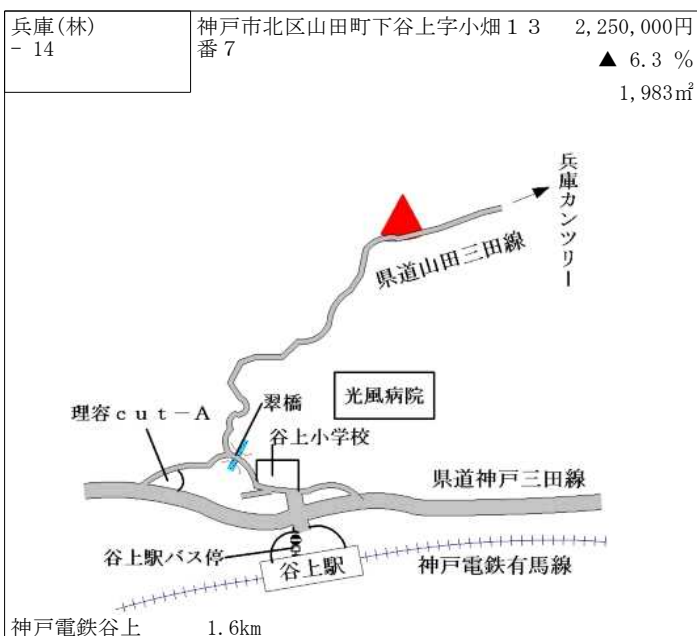 兵庫(林)
- 14
神戸市北区山田町下谷上字小畑１３
番７
2,250,000円
▲ 6.3 %
1,983㎡
兵庫カンツリー
県道山田三田線
光風病院
翠橋
理容ｃｕｔ－Ａ
谷上小学校
県道神戸三田線
谷上駅バス停
谷上駅
神戸電鉄有馬線
神戸電鉄谷上 1.6km